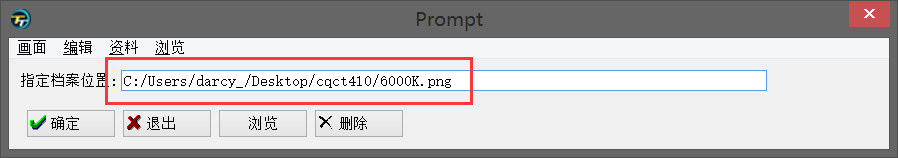 Prompt
画面 编辑 资料 浏览
指定档案位置: C:/Users/darcy_/Desktop/cqct410/6000K.png
确定 退出 浏览 删除